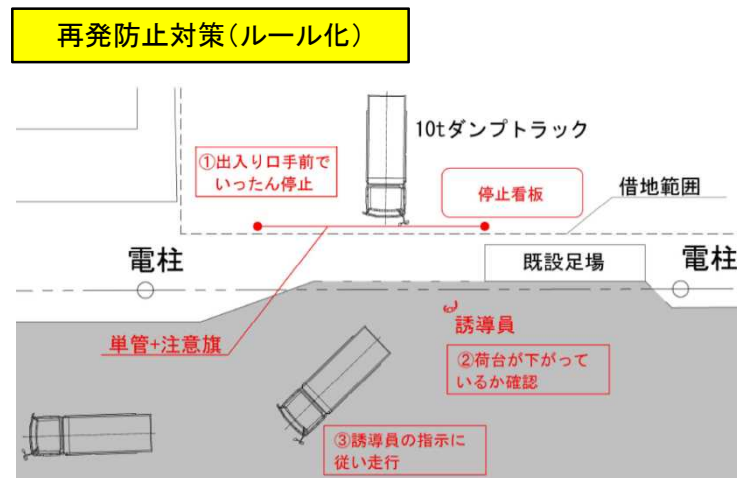 再発防止対策（ルール化）
10tダンプトラック
①出入り口手前で
いったん停止
停止看板
借地範囲
電柱
既設足場
電柱
誘導員
単管+注意旗
②荷台が下がって
いるか確認
③誘導員の指示に
従い走行